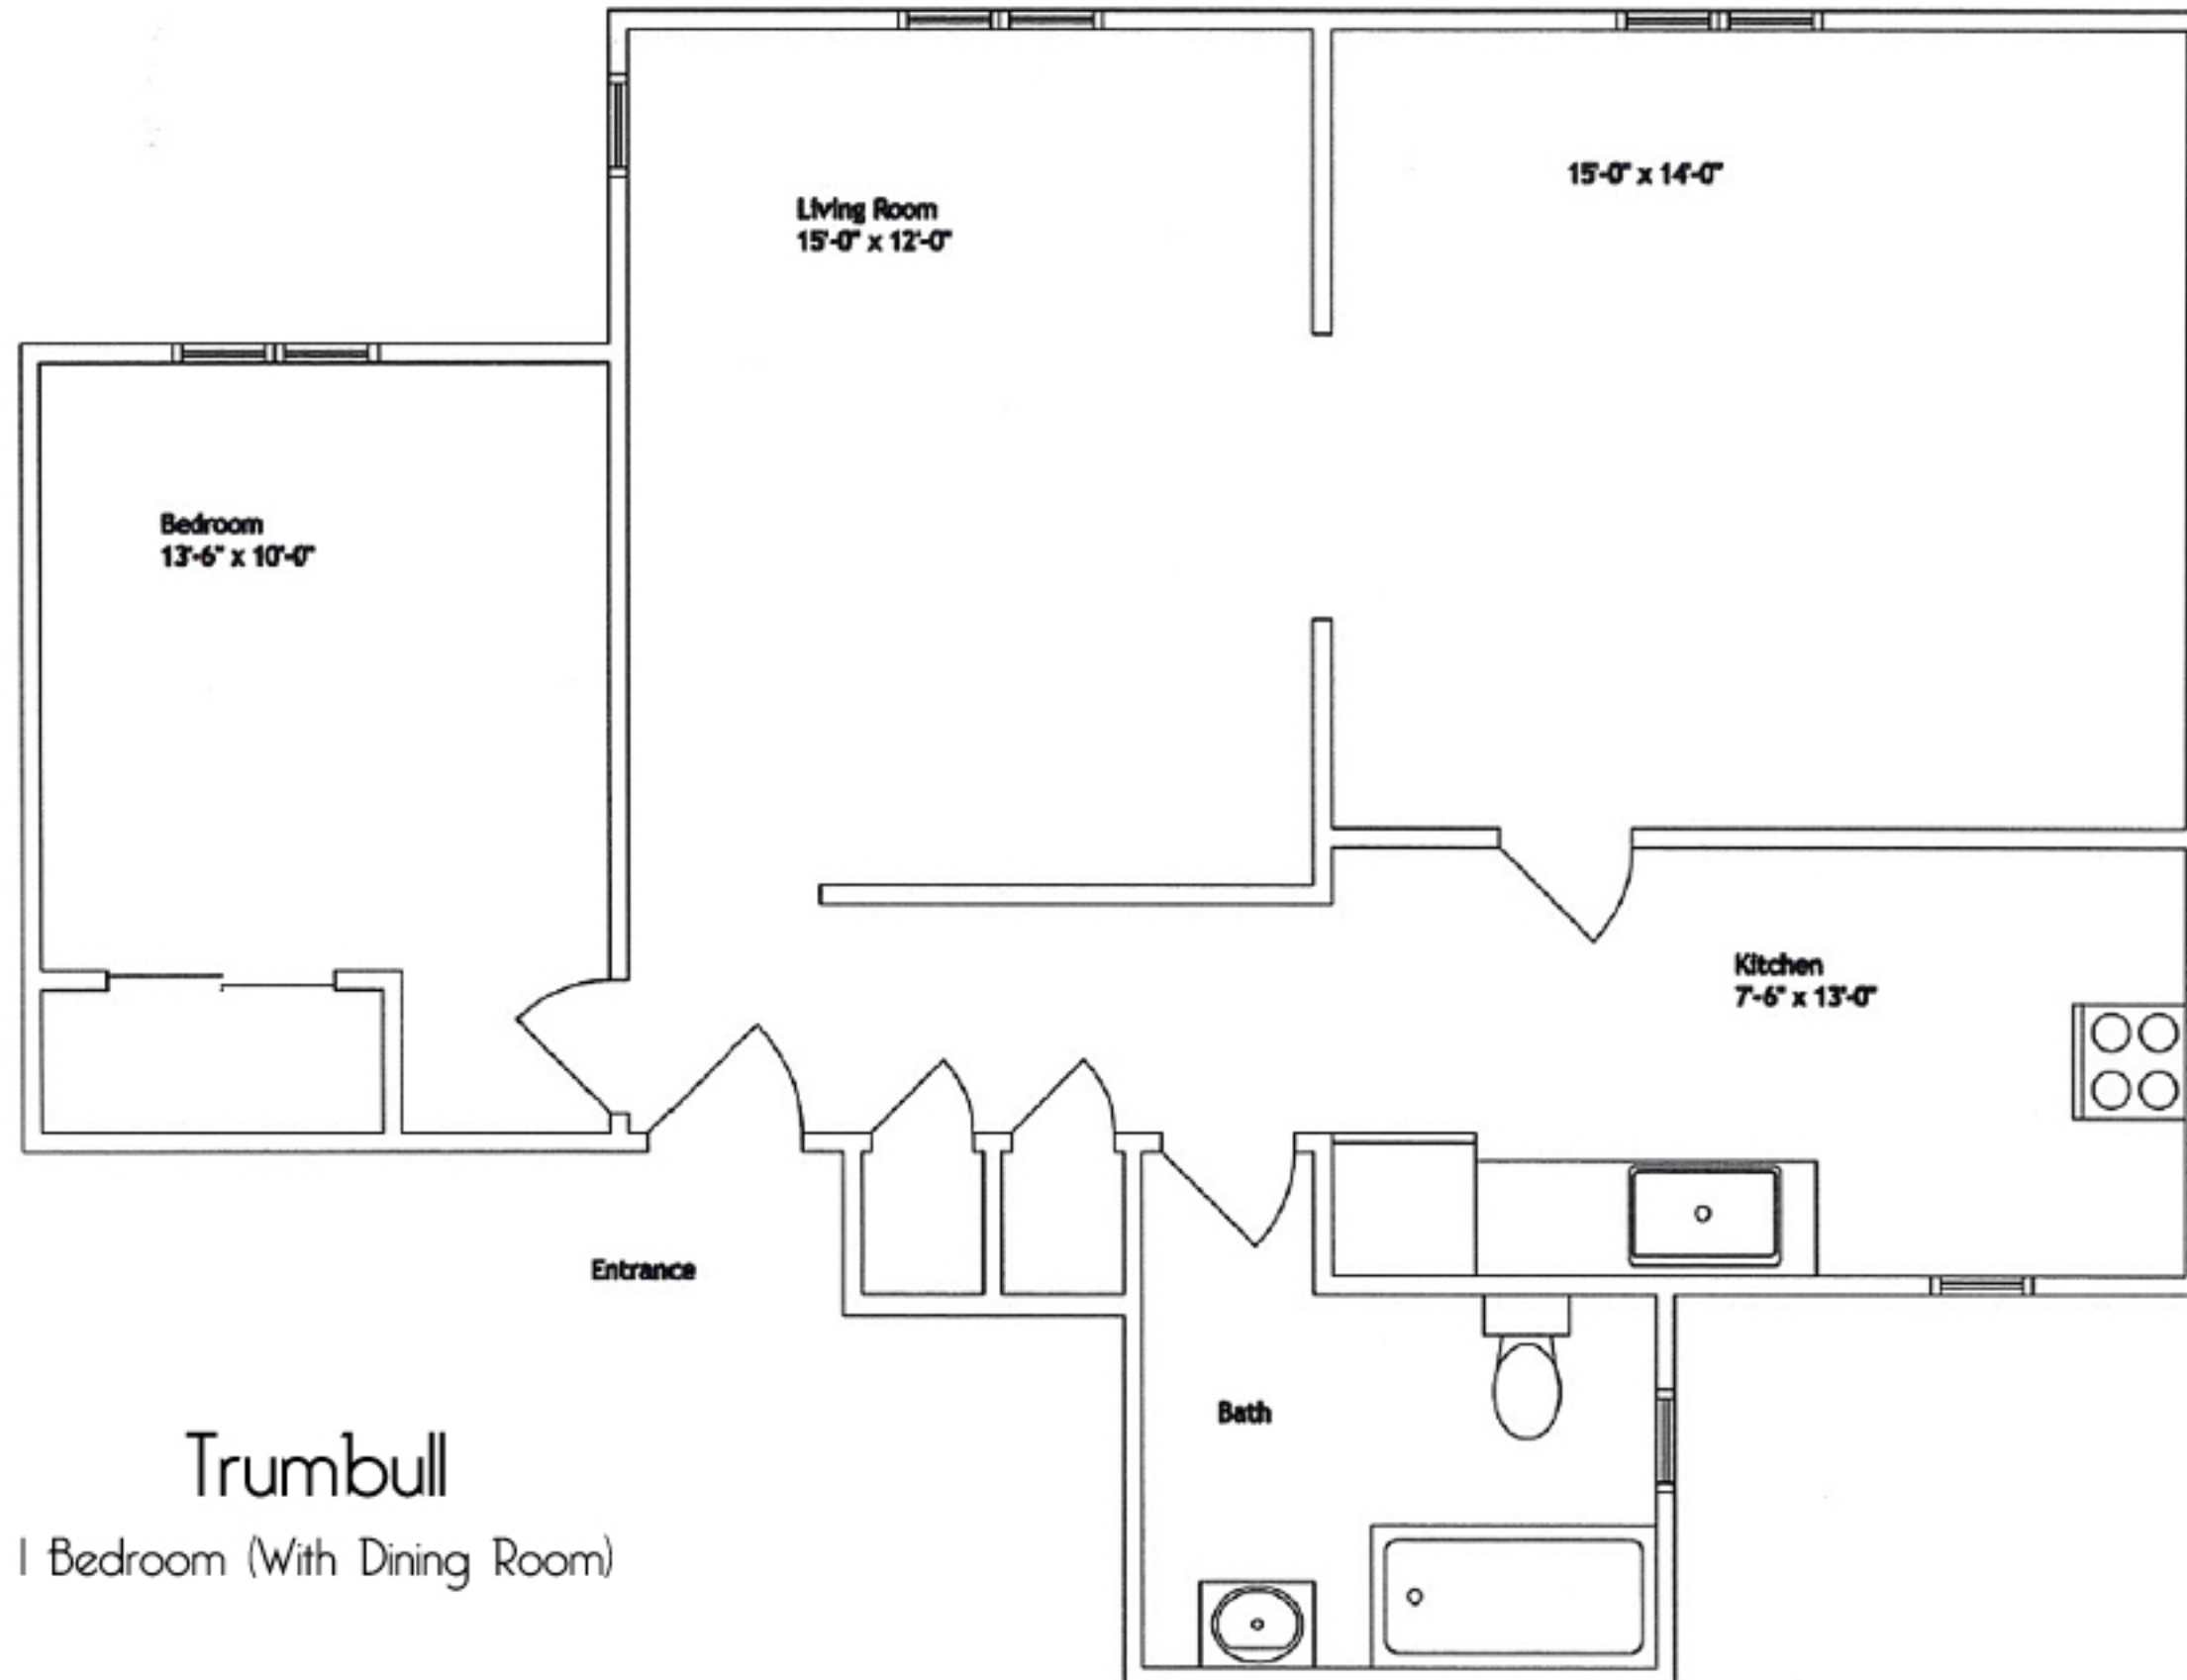 15'-0" x 14'-0"
Living Room
15'-0" x 12'-0"
Bedroom
13'-6" x 10'-0"
Kitchen
7'-6" x 13'-0"
Entrance
Bath
Trumbull
1 Bedroom (With Dining Room)